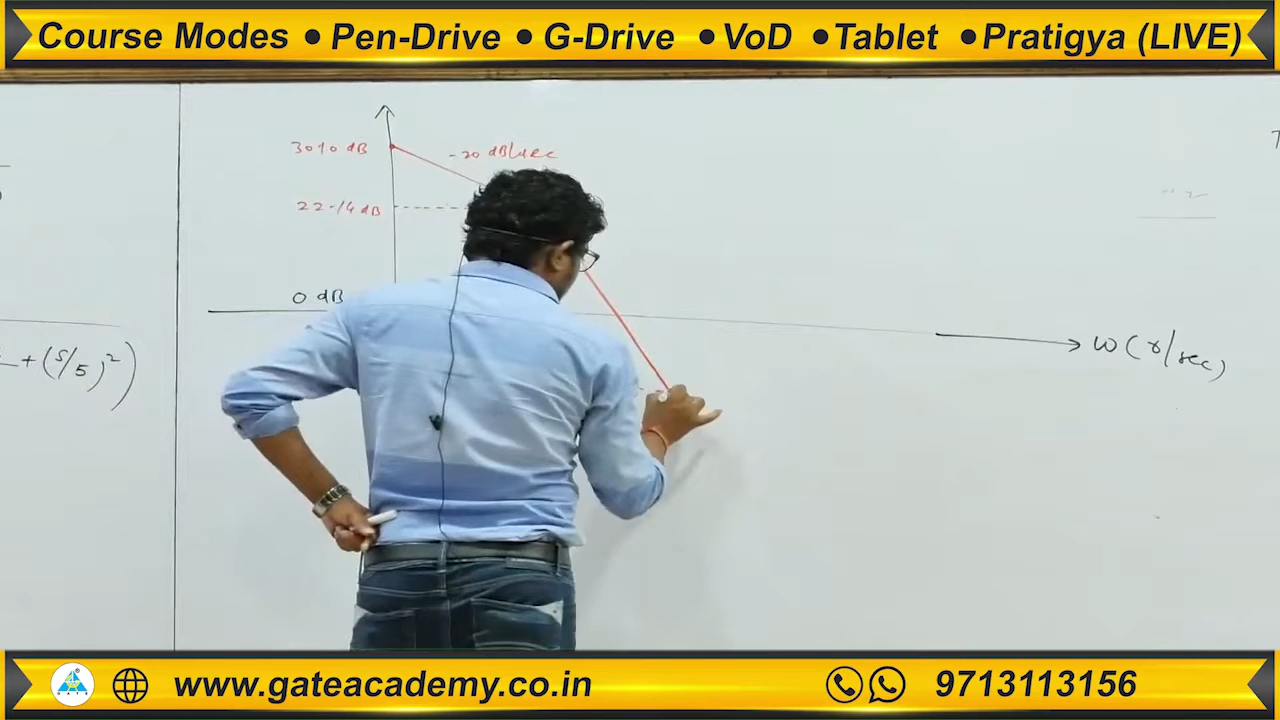 Course Modes • Pen-Drive • G-Drive • VoD • Tablet • Pratigya (LIVE)
30.10 dB
-20 dB/sec
22.14 dB
0 dB
ω (r/sec)
+(s/5)²)
www.gateacademy.co.in
9713113156